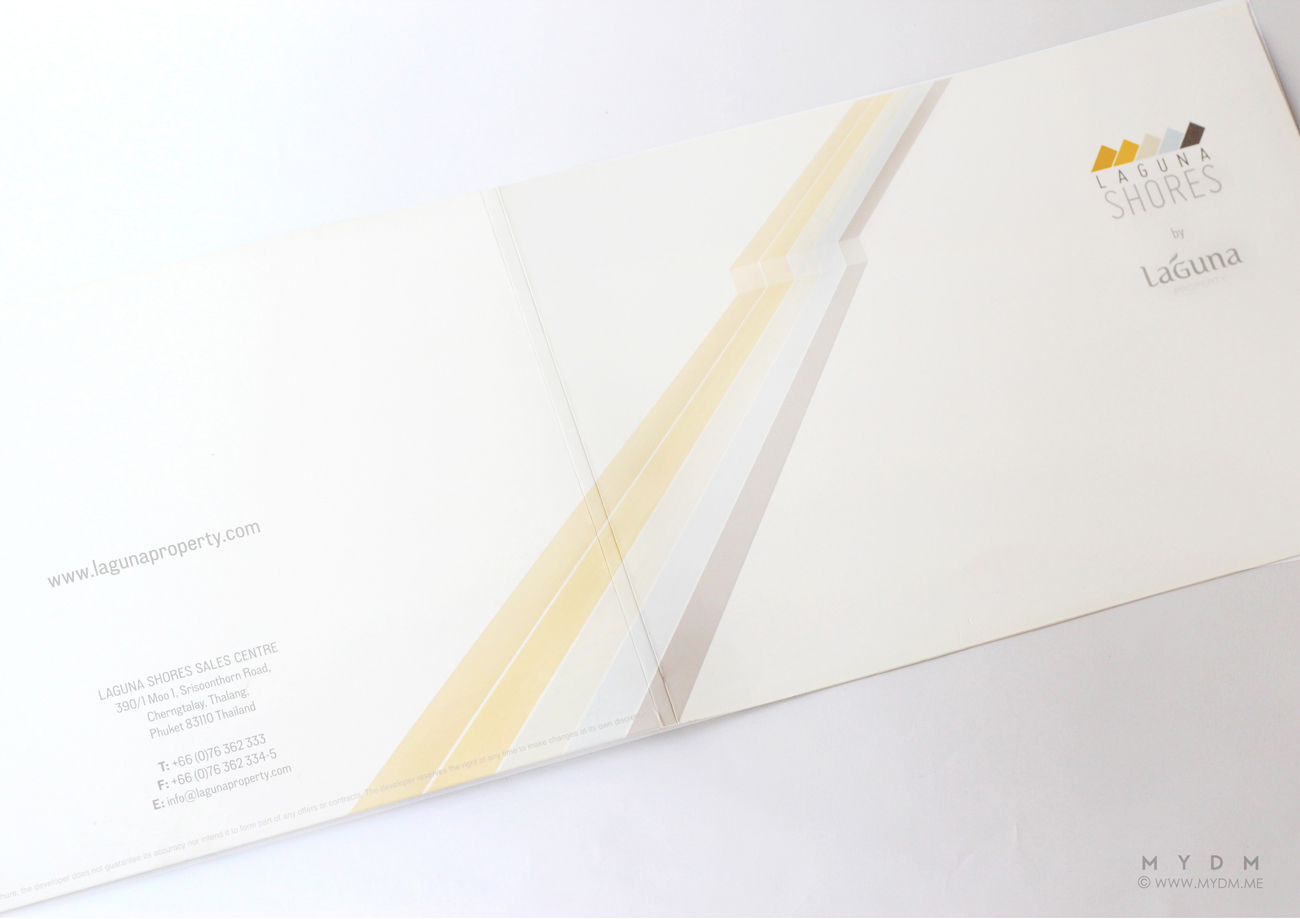 www.lagunaproperty.com
LAGUNA SHORES SALES CENTRE
390/1 Moo 1, Srisoonthorn Road,
Cherngtalay, Thalang,
Phuket 83110 Thailand
T: +66 (0)76 362 333
F: +66 (0)76 362 334-5
E: info@lagunaproperty.com
the developer does not guarantee its accuracy nor intend it to form part of any offers or contracts. The developer reserves the right at any time to make changes at its own
LAGUNA
SHORES
by
Laguna
PROPERTY
MYDM
© WWW.MYDM.ME